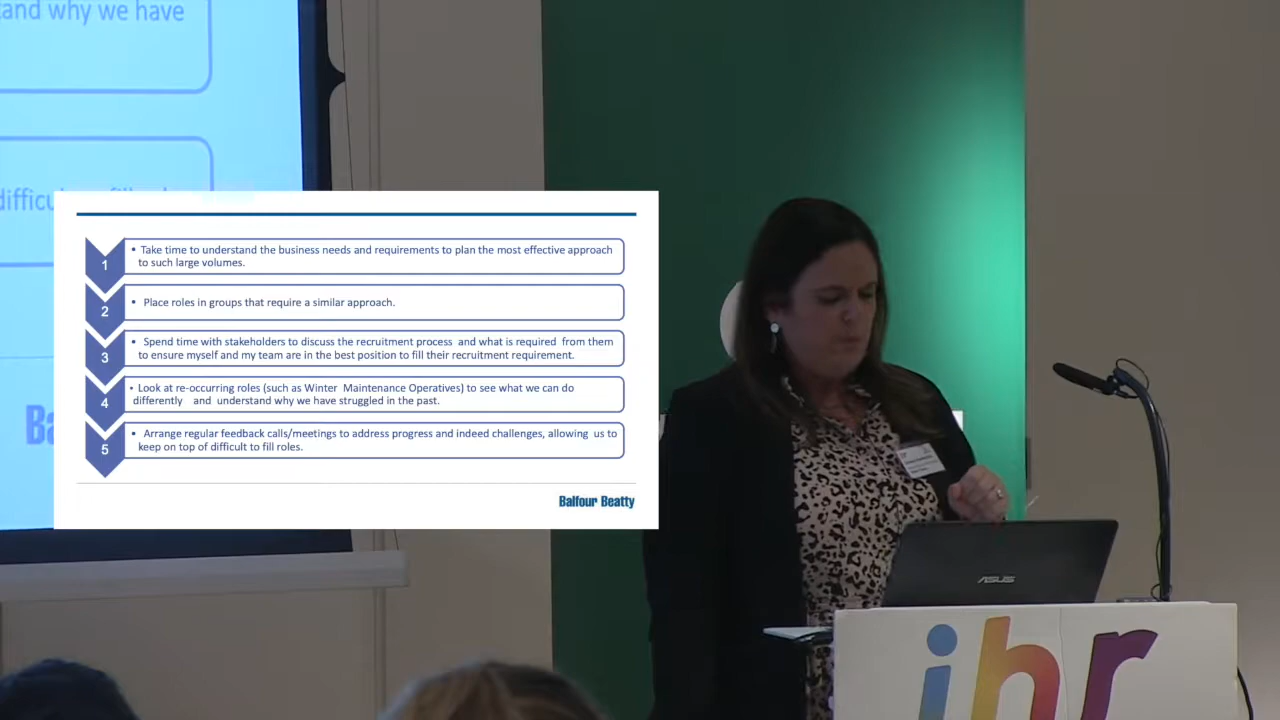 and why we have
difficu
1
• Take time to understand the business needs and requirements to plan the most effective approach
to such large volumes.
2
• Place roles in groups that require a similar approach.
3
• Spend time with stakeholders to discuss the recruitment process and what is required from them
to ensure myself and my team are in the best position to fill their recruitment requirement.
4
• Look at re-occurring roles (such as Winter Maintenance Operatives) to see what we can do
differently and understand why we have struggled in the past.
5
• Arrange regular feedback calls/meetings to address progress and indeed challenges, allowing us to
keep on top of difficult to fill roles.
Ba
Balfour Beatty
ASUS
ihr